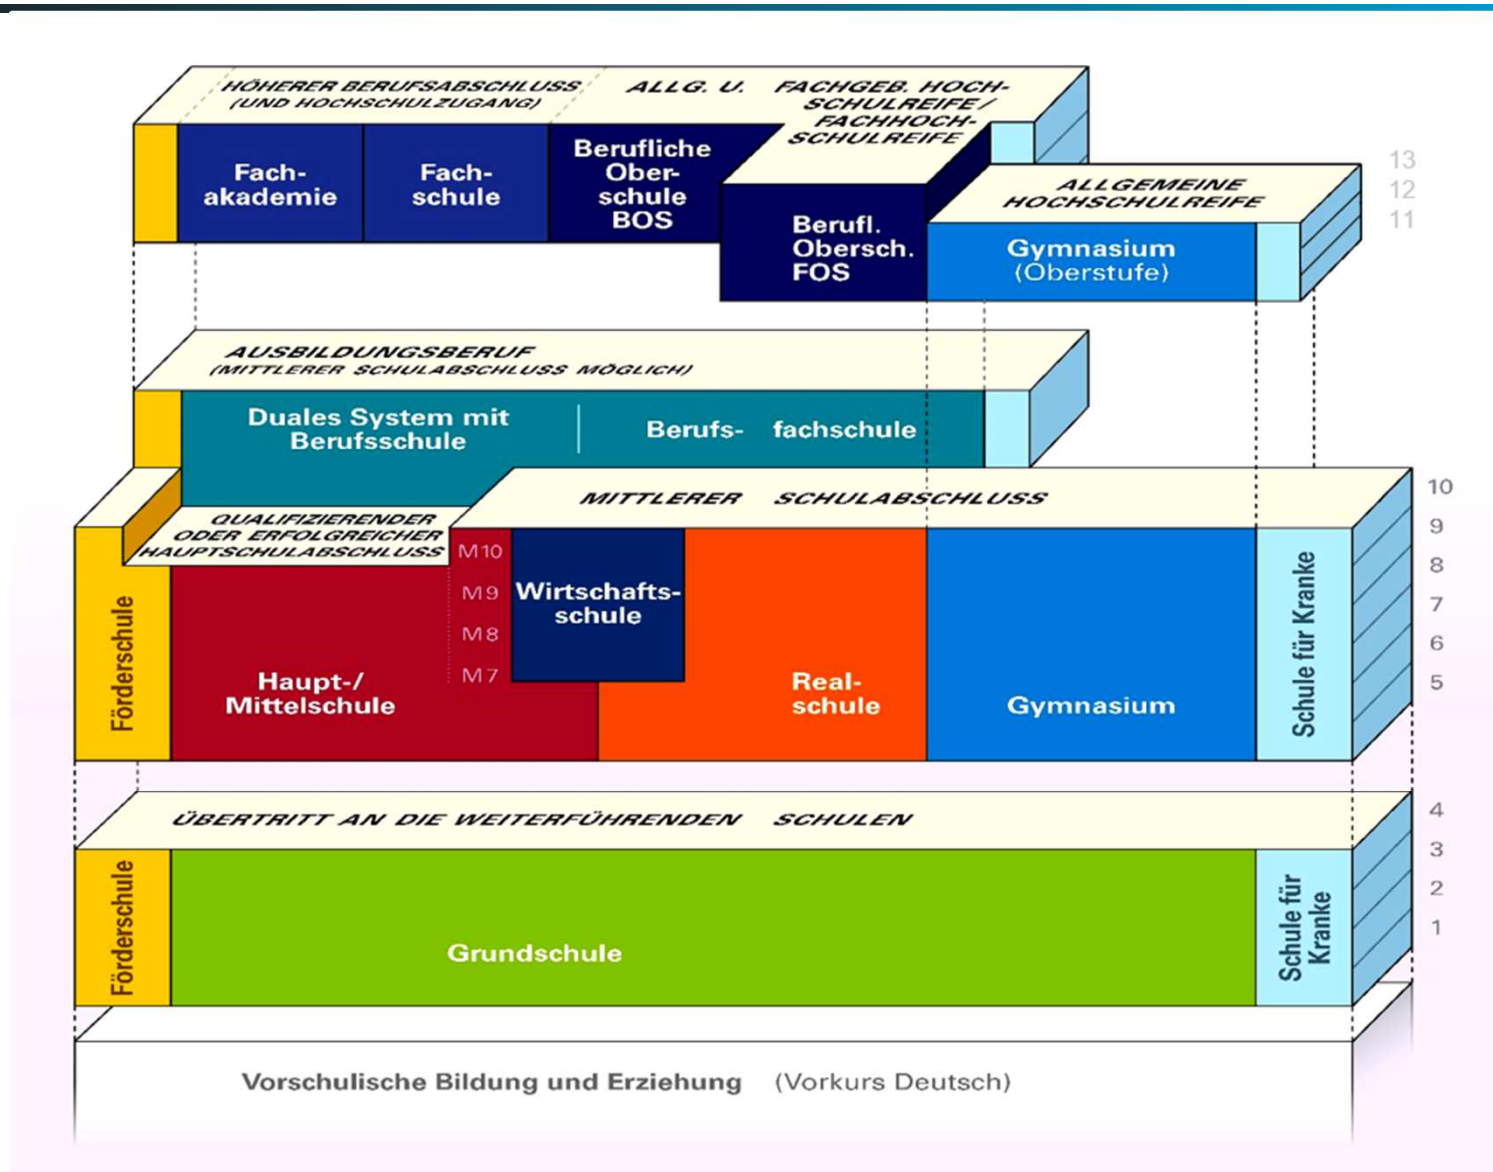 HÖHERER BERUFSABSCHLUSS
(UND HOCHSCHULZUGANG)
ALLG. U. FACHGEB. HOCH-
SCHULREIFE /
FACHHOCH-
SCHULREIFE
Fach-
akademie
Fach-
schule
Berufliche
Ober-
schule
BOS
Berufl.
Obersch.
FOS
ALLGEMEINE
HOCHSCHULREIFE
Gymnasium
(Oberstufe)
13
12
11
AUSBILDUNGSBERUF
(MITTLERER SCHULABSCHLUSS MÖGLICH)
Duales System mit
Berufsschule
Berufs- fachschule
MITTLERER SCHULABSCHLUSS
QUALIFIZIERENDER
ODER ERFOLGREICHER
HAUPTSCHULABSCHLUSS
M10
M9
M8
M7
Wirtschafts-
schule
Förderschule
Haupt-/
Mittelschule
Real-
schule
Gymnasium
Schule für Kranke
10
9
8
7
6
5
ÜBERTRITT AN DIE WEITERFÜHRENDEN SCHULEN
Förderschule
Grundschule
Schule für
Kranke
4
3
2
1
Vorschulische Bildung und Erziehung (Vorkurs Deutsch)